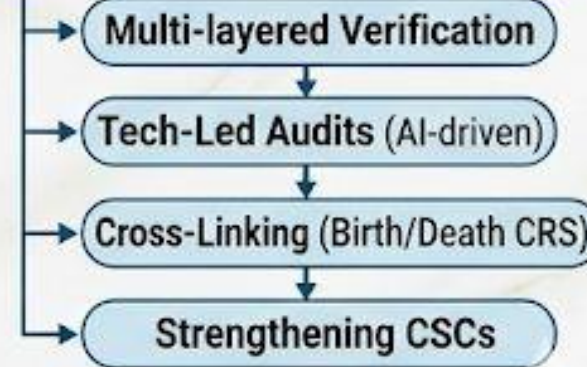 Multi-layered Verification
Tech-Led Audits (AI-driven)
Cross-Linking (Birth/Death CRS)
Strengthening CSCs